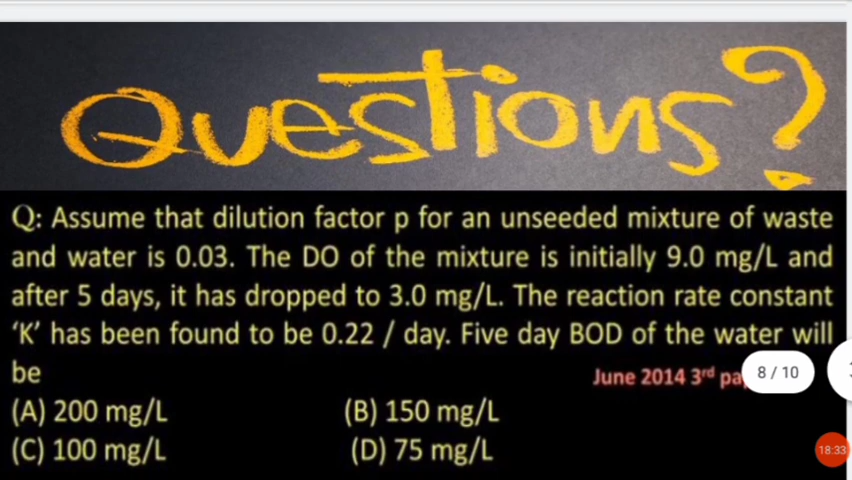 Questions?
Q: Assume that dilution factor p for an unseeded mixture of waste
and water is 0.03. The DO of the mixture is initially 9.0 mg/L and
after 5 days, it has dropped to 3.0 mg/L. The reaction rate constant
‘K’ has been found to be 0.22 / day. Five day BOD of the water will
be
June 2014 3rd pa
8 / 10
(A) 200 mg/L (B) 150 mg/L
(C) 100 mg/L (D) 75 mg/L
18:33